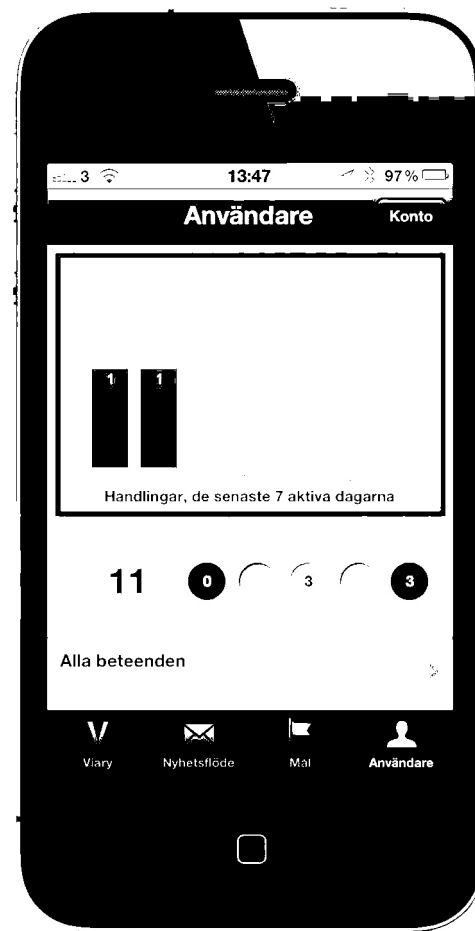 3 13:47 97%
Användare Konto
1 1
Handlingar, de senaste 7 aktiva dagarna
11 0 3 3
Alla beteenden
Viary Nyhetsflöde Mål Användare